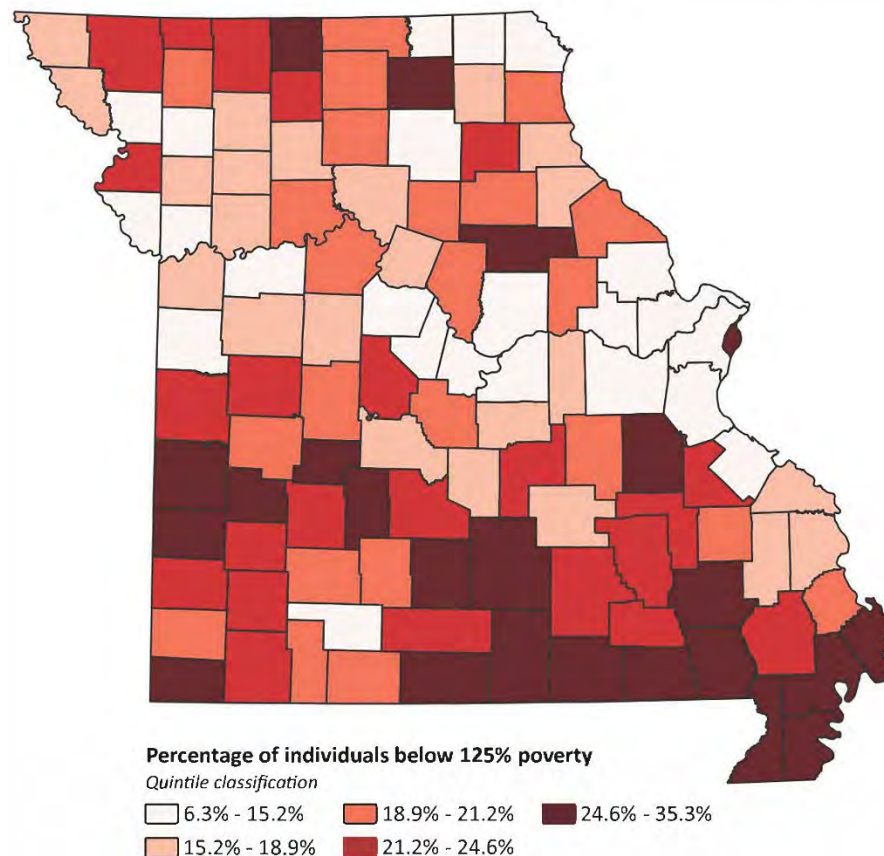 Percentage of individuals below 125% poverty
Quintile classification
6.3% - 15.2% 18.9% - 21.2% 24.6% - 35.3%
15.2% - 18.9% 21.2% - 24.6%